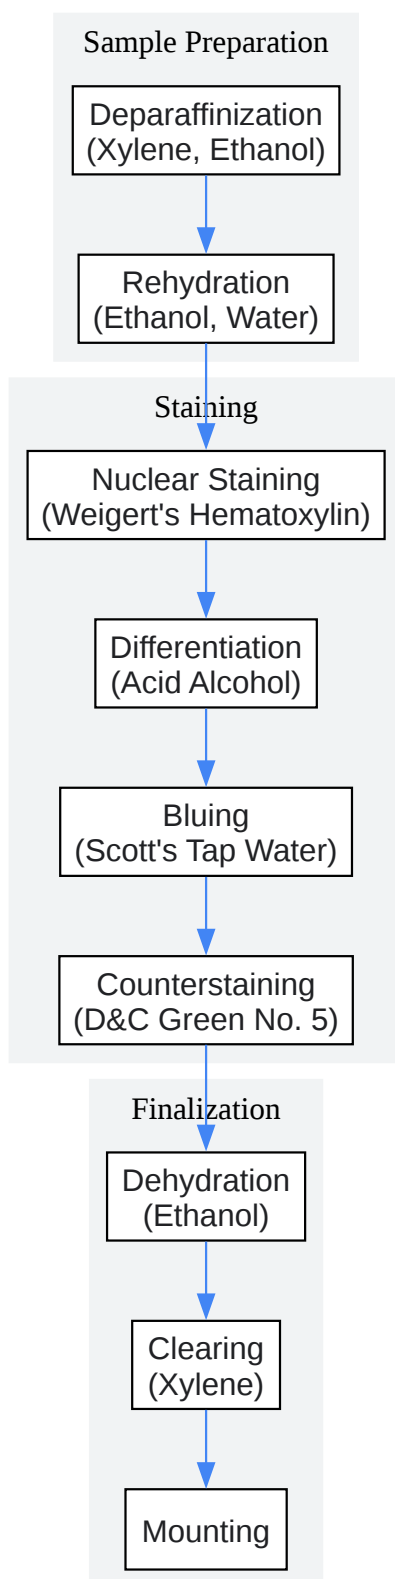 Sample Preparation
Deparaffinization
(Xylene, Ethanol)
Rehydration
(Ethanol, Water)
Staining
Nuclear Staining
(Weigert's Hematoxylin)
Differentiation
(Acid Alcohol)
Bluing
(Scott's Tap Water)
Counterstaining
(D&C Green No. 5)
Finalization
Dehydration
(Ethanol)
Clearing
(Xylene)
Mounting